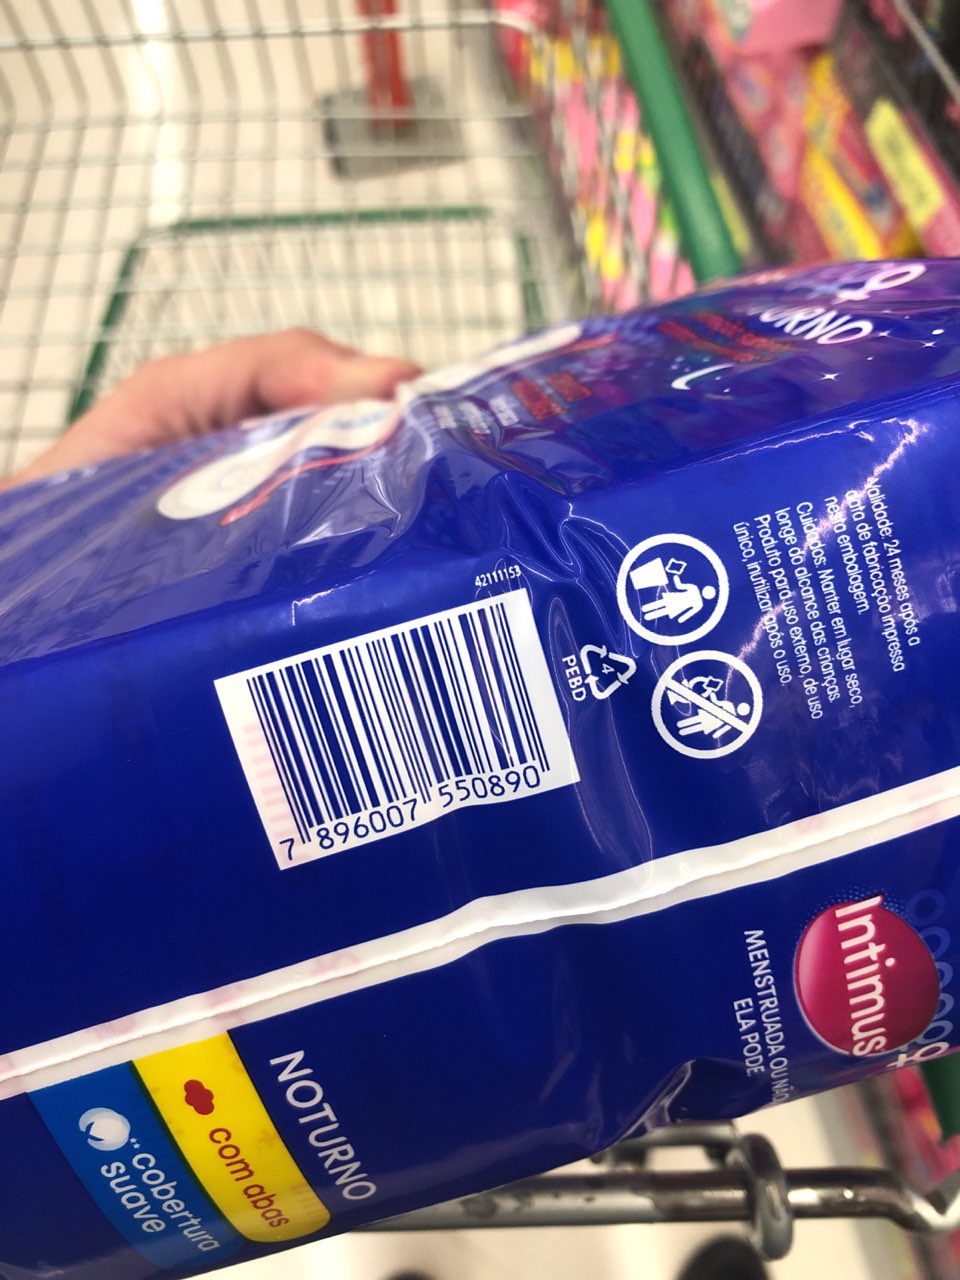 TURNO
42111153
7 896007 550890
4
PEBD
Validade: 24 meses após a
data de fabricação impressa
nesta embalagem.
Cuidados: Manter em lugar seco,
longe do alcance das crianças.
Produto para uso externo, de uso
único, inutilizar após o uso.
Intimus
MENSTRUADA OU NÃO,
ELA PODE.
NOTURNO
com abas
**cobertura
suave